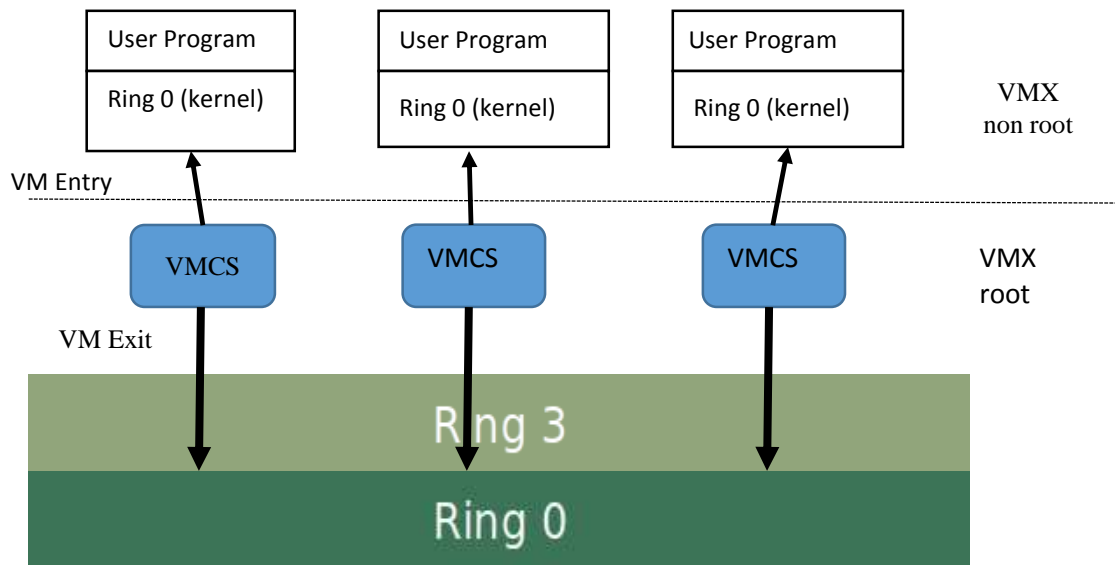 User Program
User Program
User Program
Ring 0 (kernel)
Ring 0 (kernel)
Ring 0 (kernel)
VMX
non root
VM Entry
VMCS
VMCS
VMCS
VMX
root
VM Exit
Ring 3
Ring 0